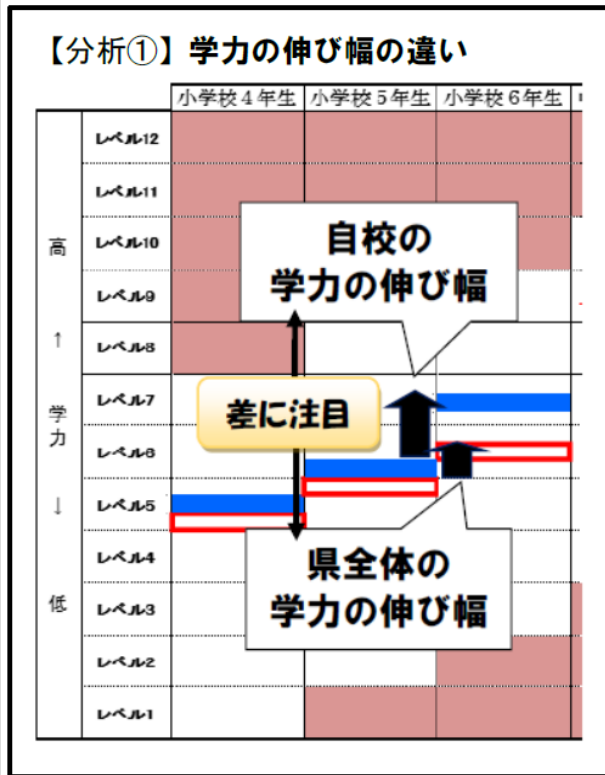 【分析①】学力の伸び幅の違い
小学校4年生 小学校5年生 小学校6年生
レベル12
レベル11
高 レベル10
レベル9
↑ レベル8
学力 レベル7
レベル6
↓ レベル5
レベル4
低 レベル3
レベル2
レベル1
自校の
学力の伸び幅
差に注目
県全体の
学力の伸び幅